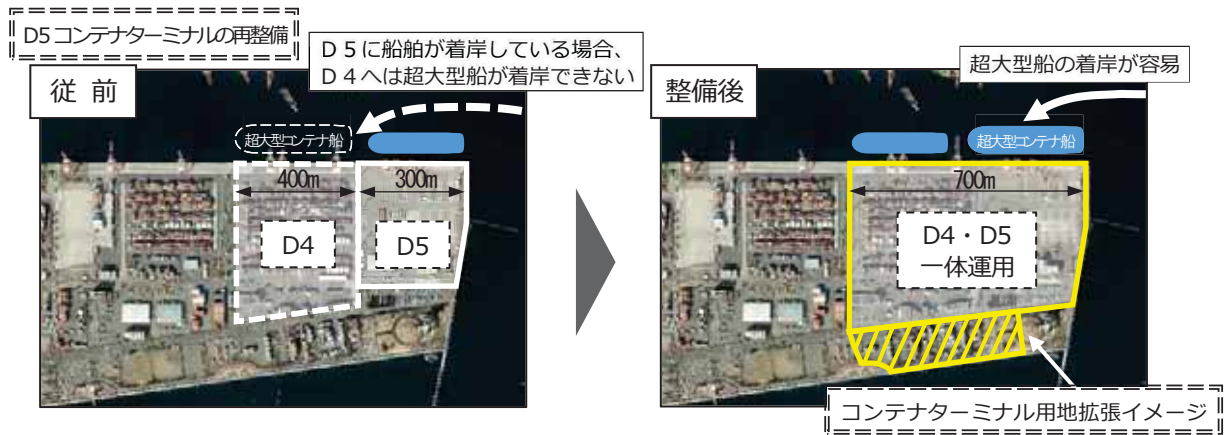 D5コンテナターミナルの再整備
従 前
D5に船舶が着岸している場合、
D4へは超大型船が着岸できない
超大型コンテナ船
400m
300m
D4
D5
整備後
超大型船の着岸が容易
超大型コンテナ船
700m
D4・D5
一体運用
コンテナターミナル用地拡張イメージ